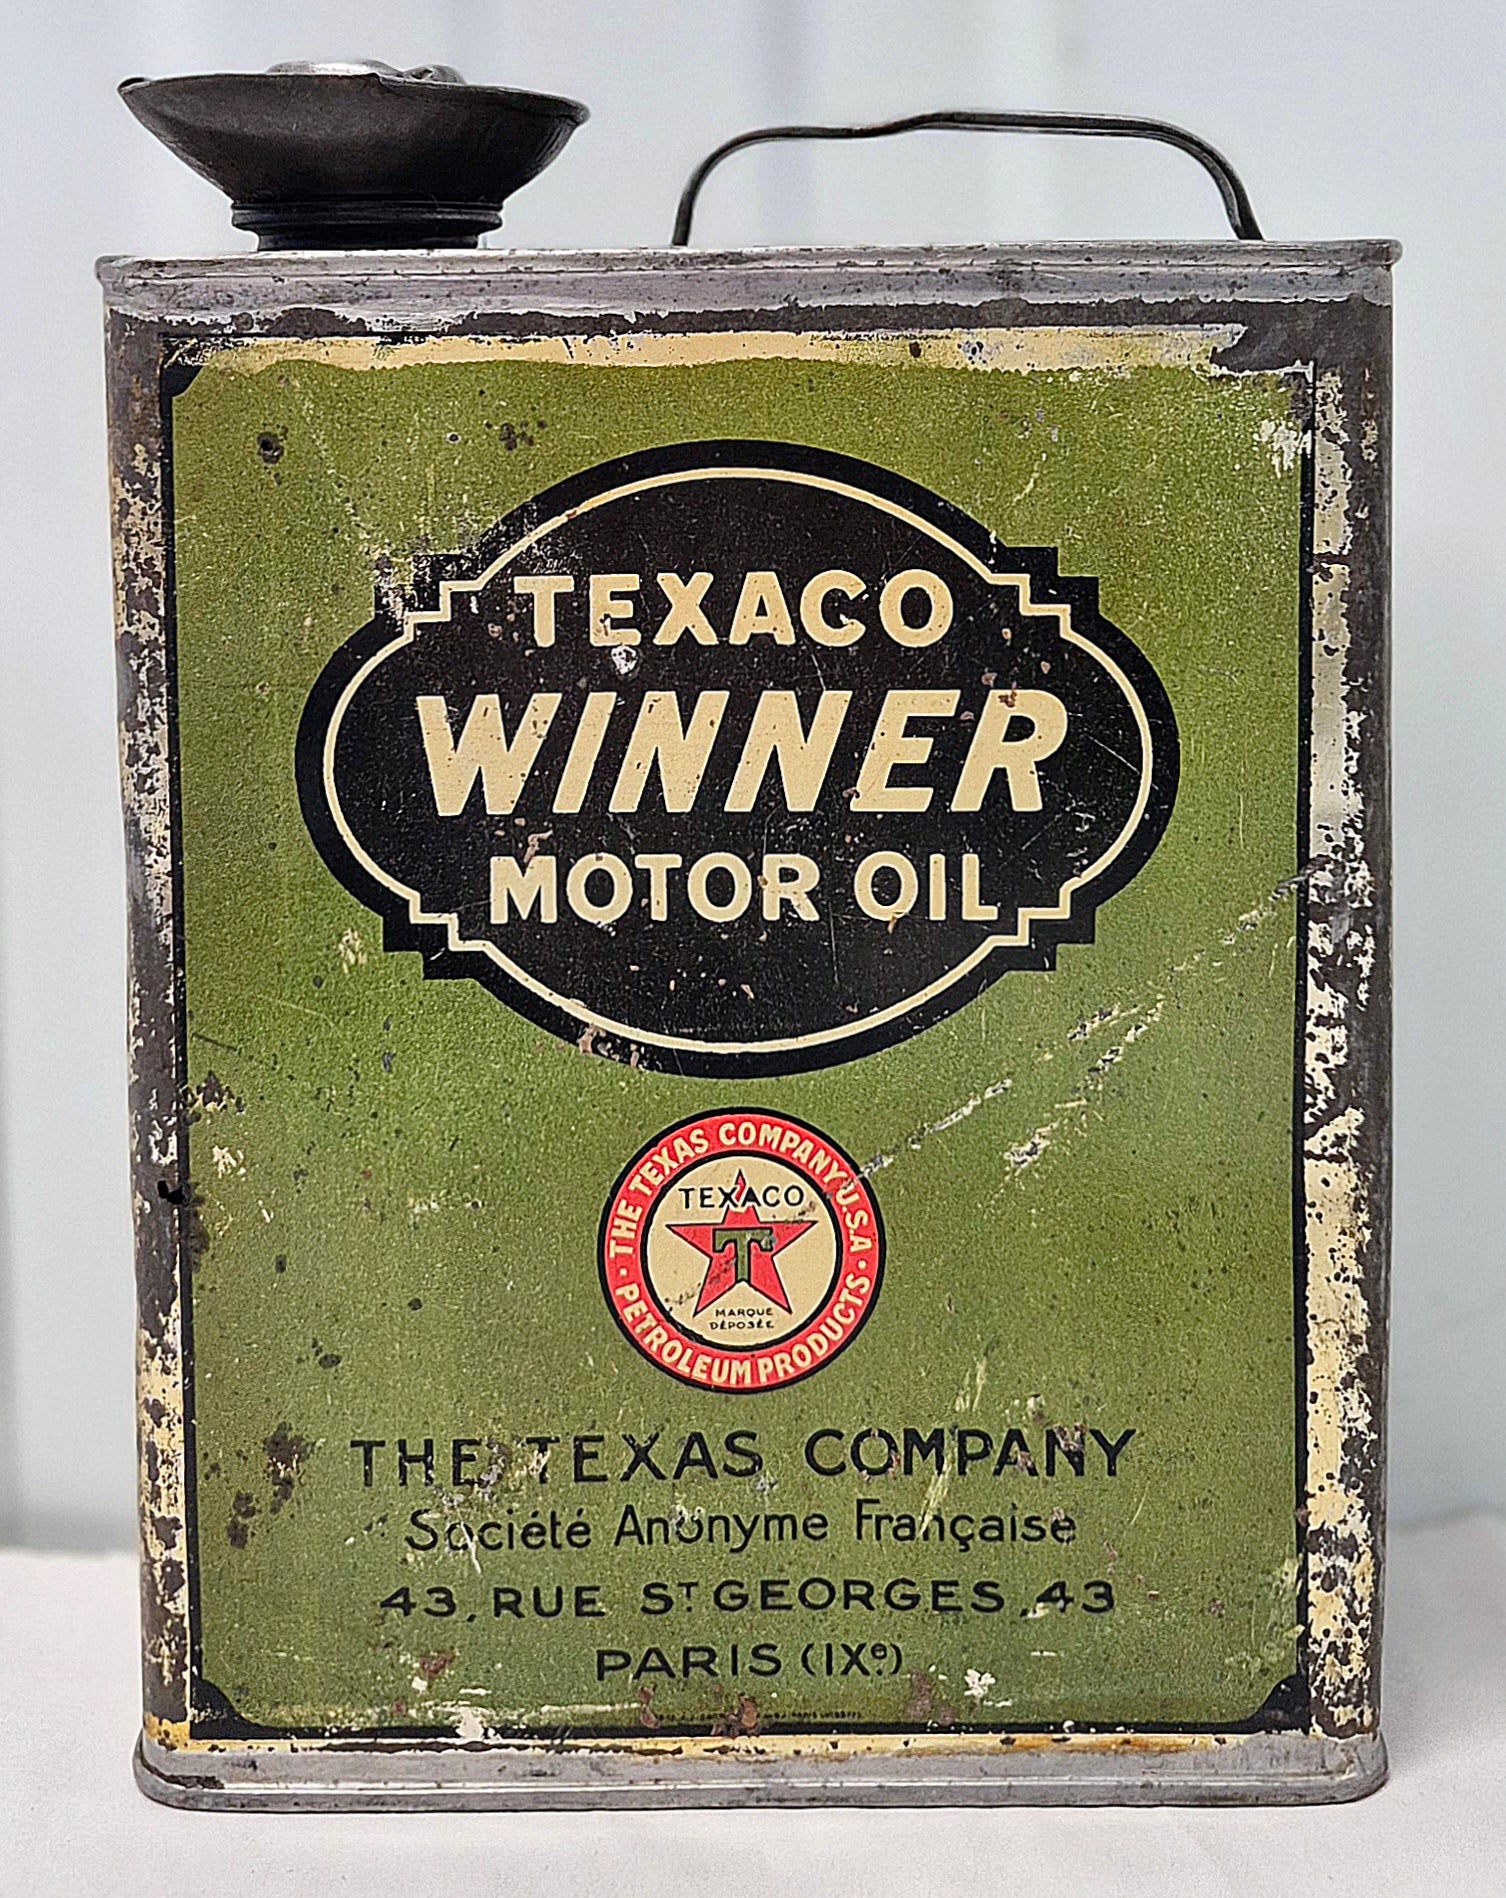 TEXACO
WINNER
MOTOR OIL
THE TEXAS COMPANY U.S.A.
TEXACO
T
MARQUE
DÉPOSÉE
PETROLEUM PRODUCTS
THE TEXAS COMPANY
Société Anonyme Française
43, RUE ST GEORGES, 43
PARIS (IXe)